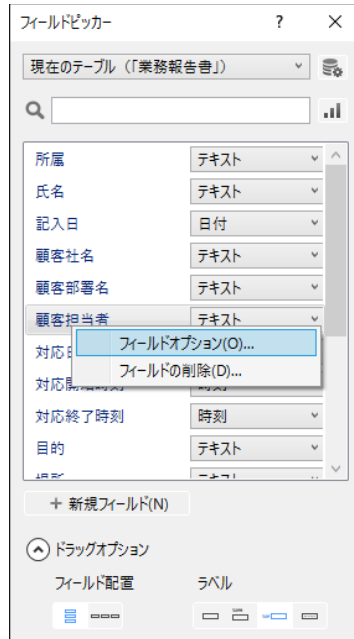 フィールドピッカー
現在のテーブル（「業務報告書」）
所属 テキスト
氏名 テキスト
記入日 日付
顧客社名 テキスト
顧客部署名 テキスト
顧客担当者 テキスト
フィールドオプション(O)...
対応
フィールドの削除(D)...
対応
対応終了時刻 時刻
目的 テキスト
+ 新規フィールド(N)
ドラッグオプション
フィールド配置 ラベル